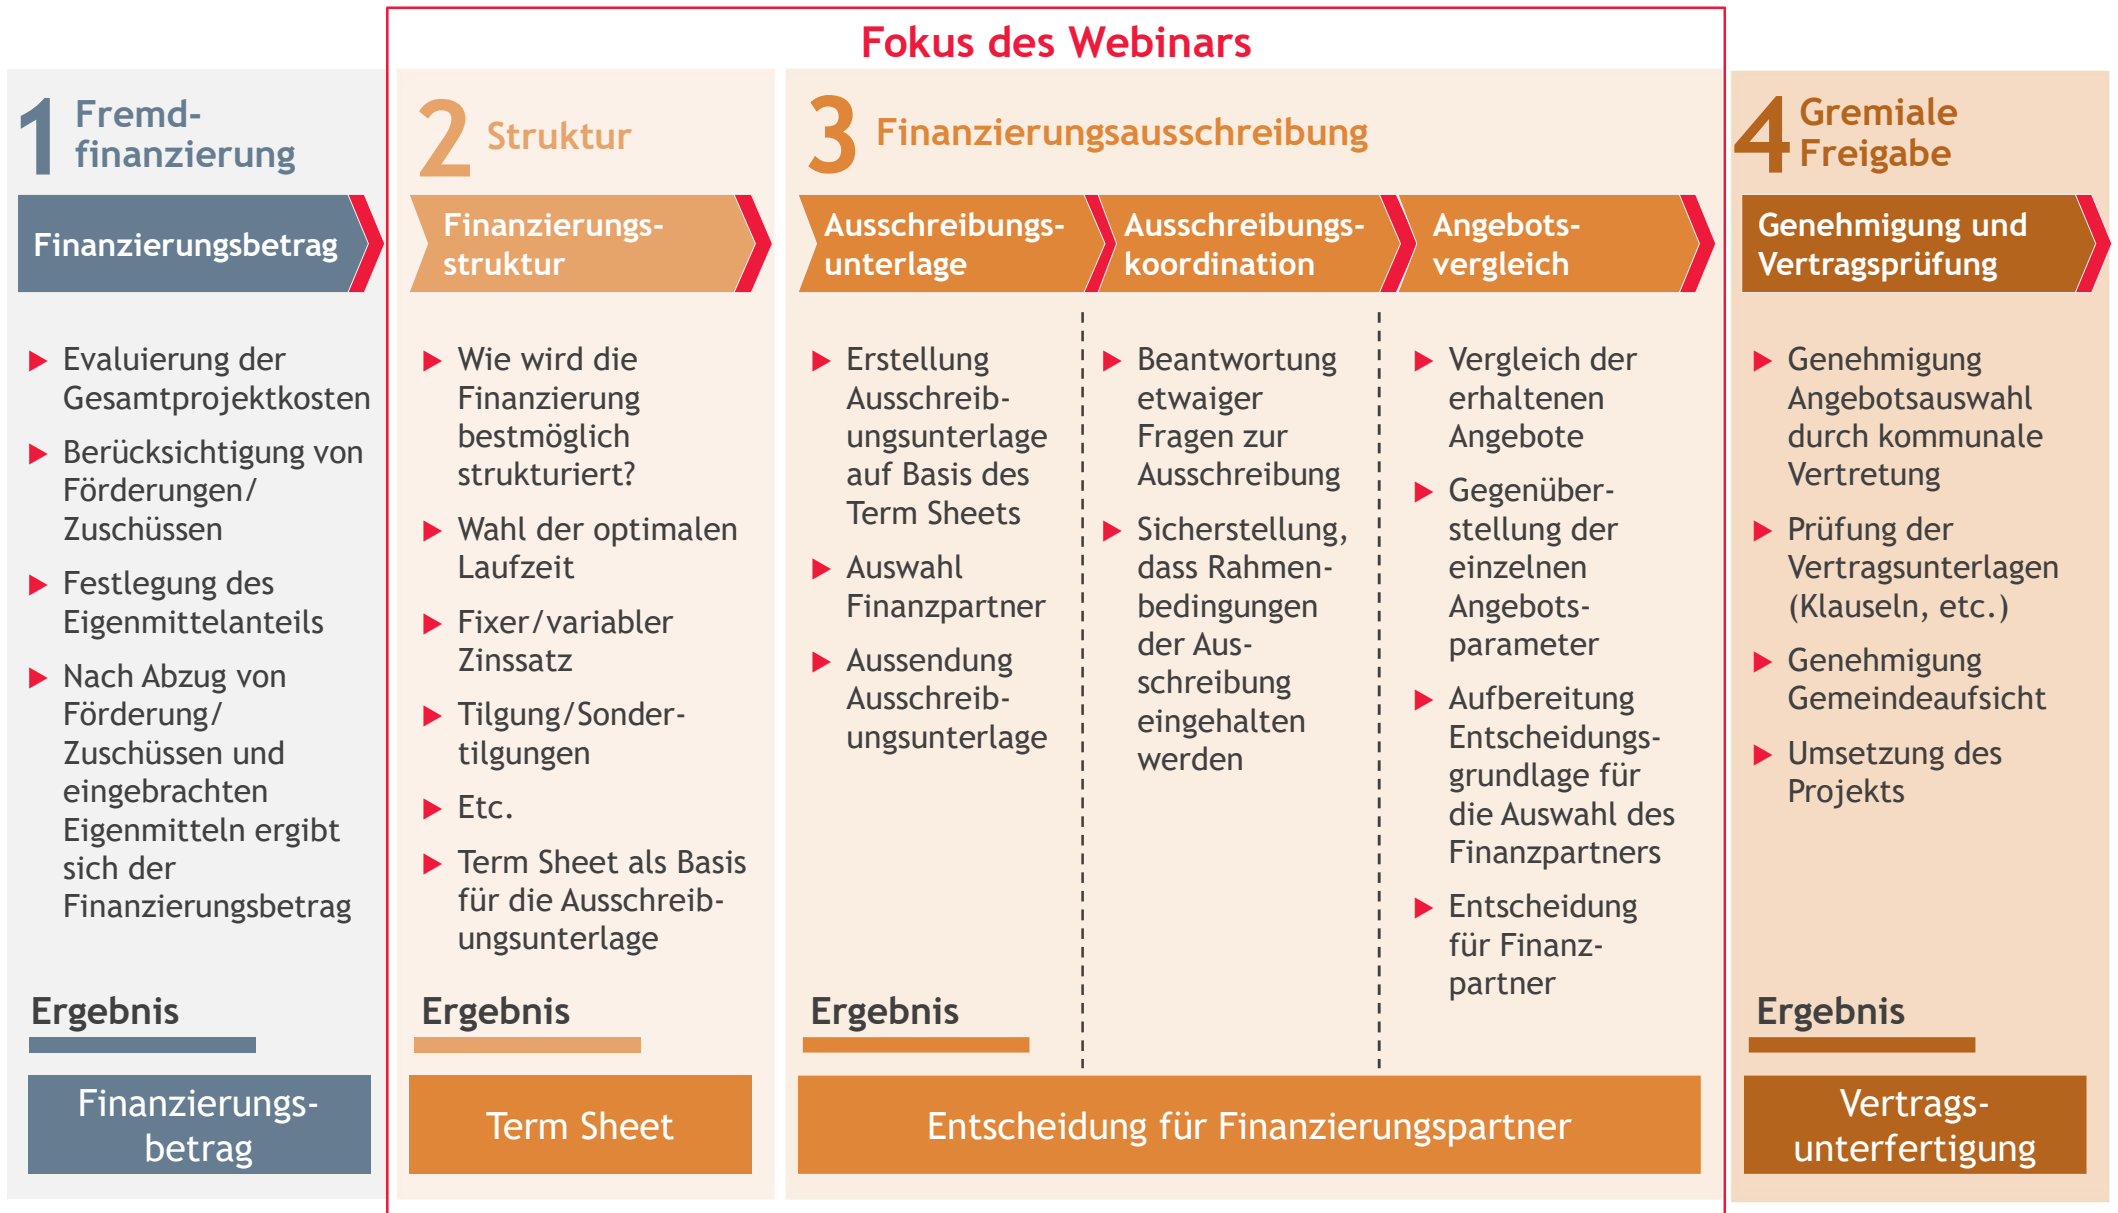 Fokus des Webinars
1
Fremd-
finanzierung
Finanzierungsbetrag
Evaluierung der
Gesamtprojektkosten
Berücksichtigung von
Förderungen/
Zuschüssen
Festlegung des
Eigenmittelanteils
Nach Abzug von
Förderung/
Zuschüssen und
eingebrachten
Eigenmitteln ergibt
sich der
Finanzierungsbetrag
Ergebnis
Finanzierungs-
betrag
2
Struktur
Finanzierungs-
struktur
Wie wird die
Finanzierung
bestmöglich
strukturiert?
Wahl der optimalen
Laufzeit
Fixer/variabler
Zinssatz
Tilgung/Sonder-
tilgungen
Etc.
Term Sheet als Basis
für die Ausschreib-
ungsunterlage
Ergebnis
Term Sheet
3
Finanzierungsausschreibung
Ausschreibungs-
unterlage
Erstellung
Ausschreib-
ungsunterlage
auf Basis des
Term Sheets
Auswahl
Finanzpartner
Aussendung
Ausschreib-
ungsunterlage
Ausschreibungs-
koordination
Beantwortung
etwaiger
Fragen zur
Ausschreibung
Sicherstellung,
dass Rahmen-
bedingungen
der Aus-
schreibung
eingehalten
werden
Angebots-
vergleich
Vergleich der
erhaltenen
Angebote
Gegenüber-
stellung der
einzelnen
Angebots-
parameter
Aufbereitung
Entscheidungs-
grundlage für
die Auswahl des
Finanzpartners
Entscheidung
für Finanz-
partner
Ergebnis
Entscheidung für Finanzierungspartner
4
Gremiale
Freigabe
Genehmigung und
Vertragsprüfung
Genehmigung
Angebotsauswahl
durch kommunale
Vertretung
Prüfung der
Vertragsunterlagen
(Klauseln, etc.)
Genehmigung
Gemeindeaufsicht
Umsetzung des
Projekts
Ergebnis
Vertrags-
unterfertigung